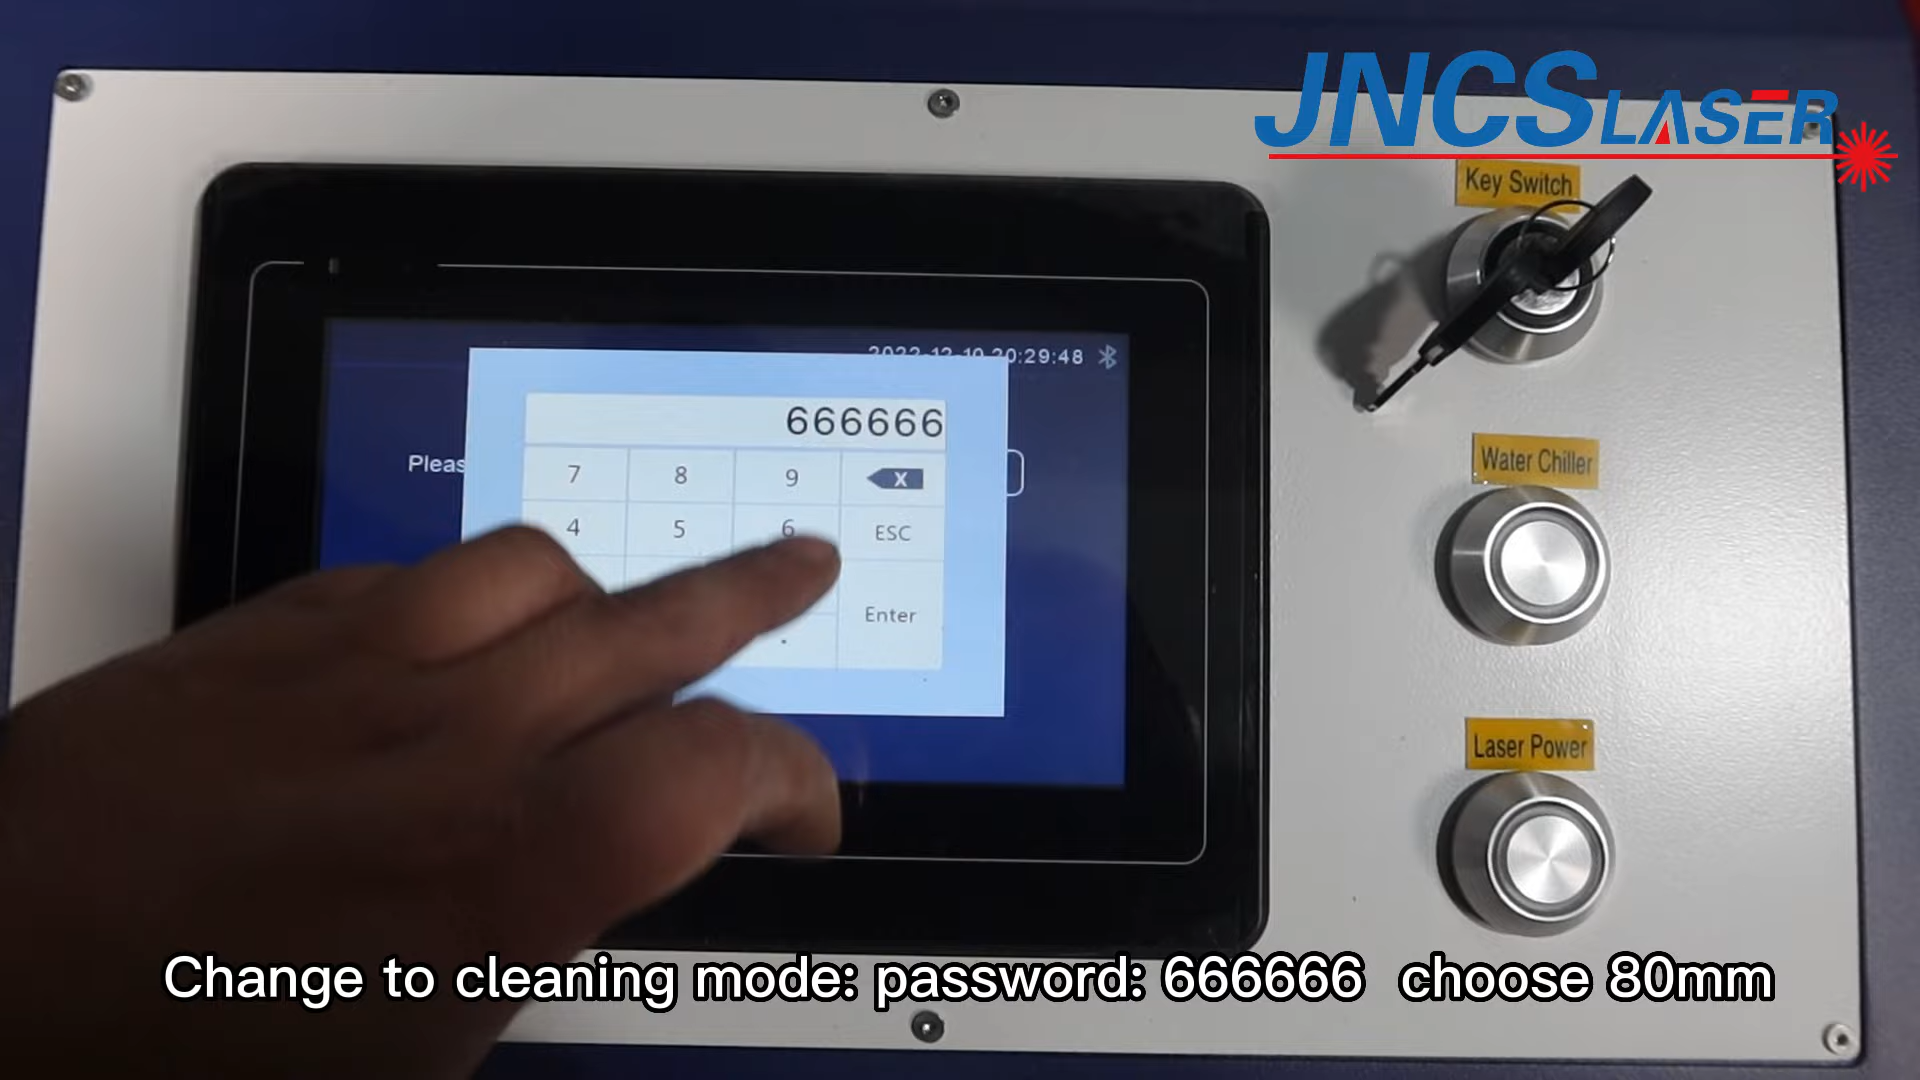 JNCS LASER
Key Switch
2022-12-10 20:29:48
666666
Pleas
7 8 9 X
4 5 6 ESC
Enter
.
Water Chiller
Laser Power
Change to cleaning mode: password: 666666 choose 80mm